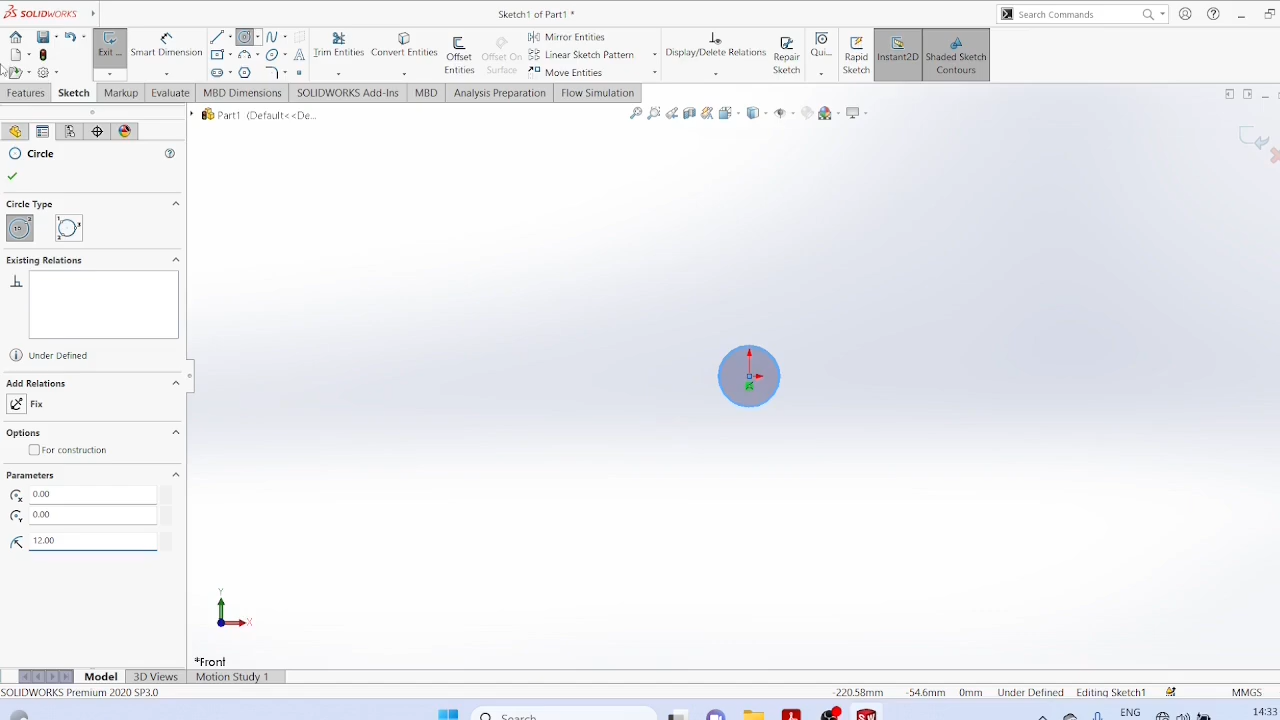 SOLIDWORKS
Sketch1 of Part1 *
Search Commands
Exit ...
Smart Dimension
Trim Entities
Convert Entities
Offset Entities
Offset On Surface
Mirror Entities
Linear Sketch Pattern
Move Entities
Display/Delete Relations
Repair Sketch
Qui...
Rapid Sketch
Instant2D
Shaded Sketch Contours
Features
Sketch
Markup
Evaluate
MBD Dimensions
SOLIDWORKS Add-Ins
MBD
Analysis Preparation
Flow Simulation
Part1 (Default<<De...
Circle
Circle Type
Existing Relations
Under Defined
Add Relations
Fix
Options
For construction
Parameters
0.00
0.00
12.00
Y
X
*Front
Model
3D Views
Motion Study 1
SOLIDWORKS Premium 2020 SP3.0
-220.58mm
-54.6mm
0mm
Under Defined
Editing Sketch1
MMGS
Search
ENG
14:33